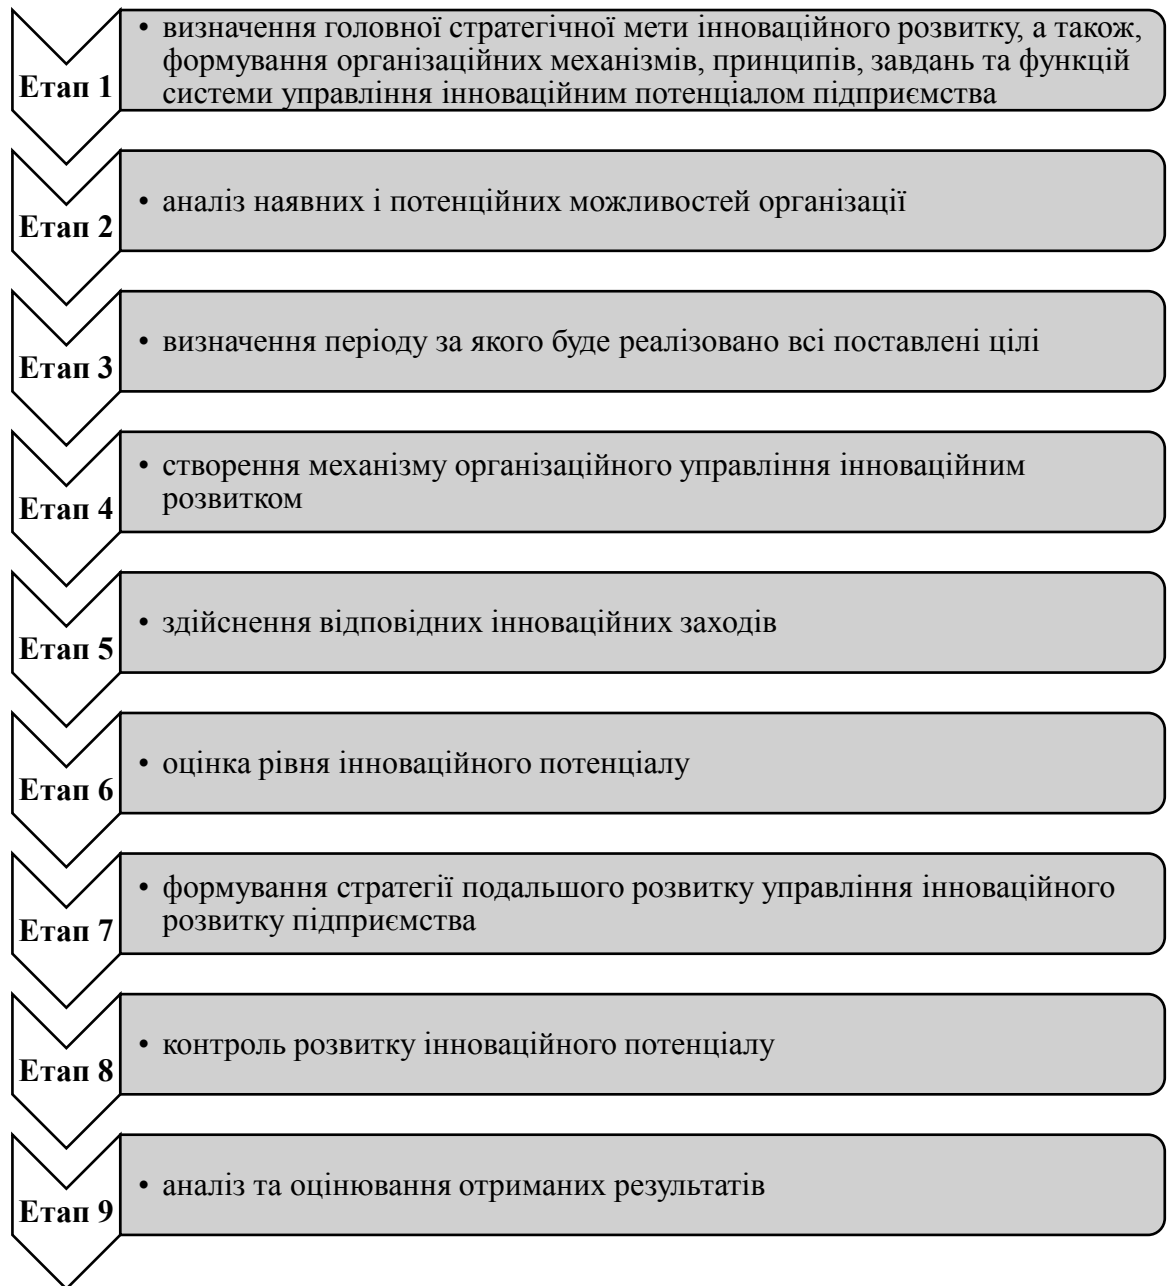 • визначення головної стратегічної мети інноваційного розвитку, а також,
формування організаційних механізмів, принципів, завдань та функцій
системи управління інноваційним потенціалом підприємства
Етап 1
• аналіз наявних і потенційних можливостей організації
Етап 2
• визначення періоду за якого буде реалізовано всі поставлені цілі
Етап 3
• створення механізму організаційного управління інноваційним
розвитком
Етап 4
• здійснення відповідних інноваційних заходів
Етап 5
• оцінка рівня інноваційного потенціалу
Етап 6
• формування стратегії подальшого розвитку управління інноваційного
розвитку підприємства
Етап 7
• контроль розвитку інноваційного потенціалу
Етап 8
• аналіз та оцінювання отриманих результатів
Етап 9